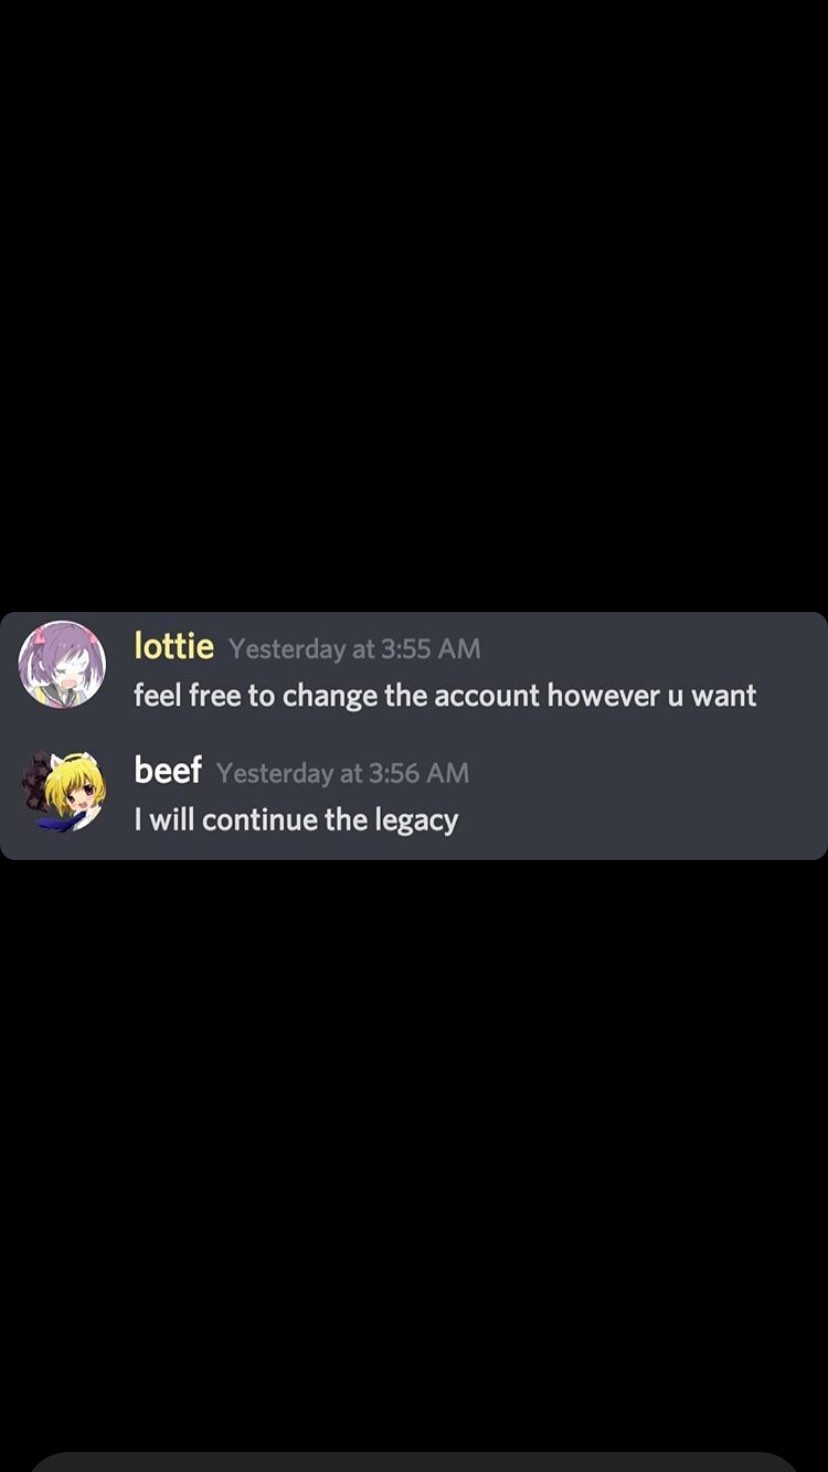 lottie Yesterday at 3:55 AM
feel free to change the account however u want
beef Yesterday at 3:56 AM
I will continue the legacy